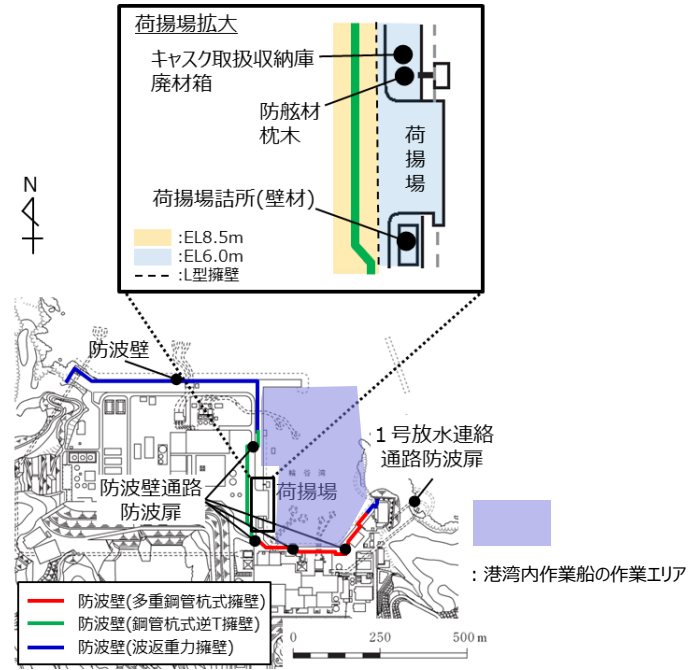 荷揚場拡大
キャスク取扱収納庫
廃材箱
防舷材
枕木
荷揚場
荷揚場詰所(壁材)
:EL8.5m
:EL6.0m
:L型擁壁
N
防波壁
1号放水連絡
通路防波扉
輪谷湾
荷揚場
防波壁通路
防波扉
:港湾内作業船の作業エリア
防波壁(多重鋼管杭式擁壁)
防波壁(鋼管杭式逆T擁壁)
防波壁(波返重力擁壁)
0 250 500 m